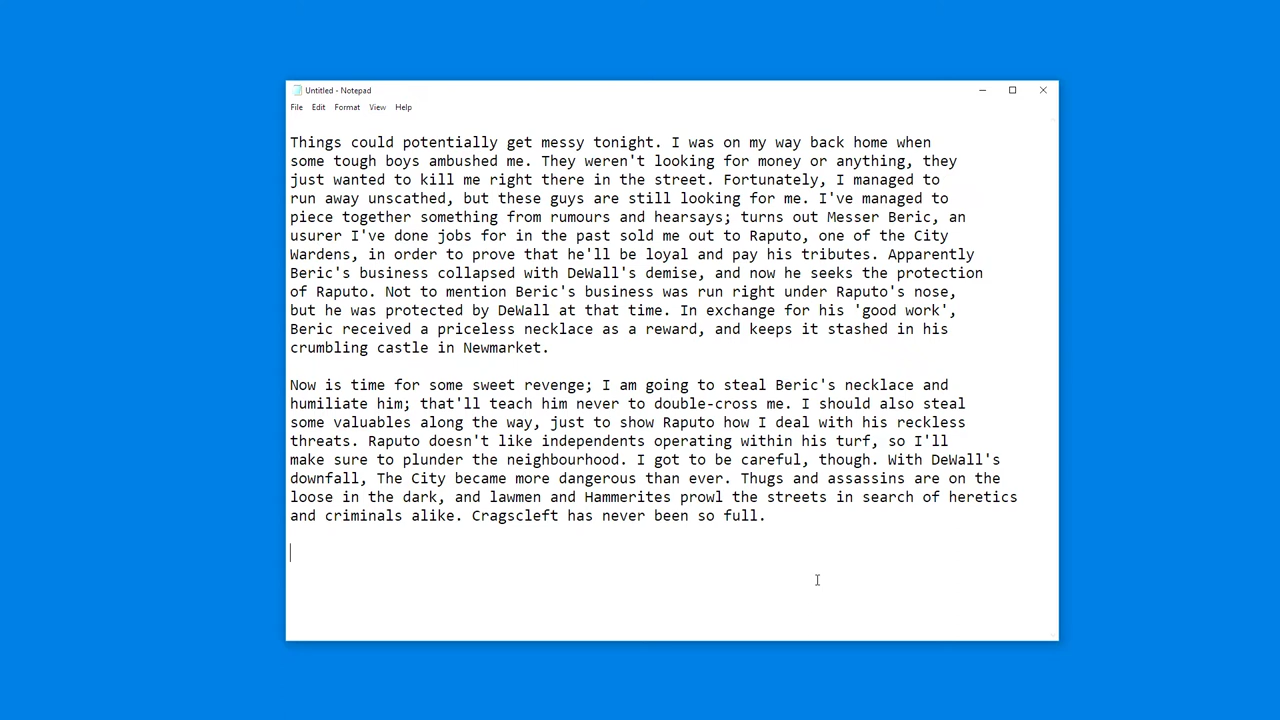 Untitled - Notepad
File Edit Format View Help
Things could potentially get messy tonight. I was on my way back home when
some tough boys ambushed me. They weren't looking for money or anything, they
just wanted to kill me right there in the street. Fortunately, I managed to
run away unscathed, but these guys are still looking for me. I've managed to
piece together something from rumours and hearsays; turns out Messer Beric, an
usurer I've done jobs for in the past sold me out to Raputo, one of the City
Wardens, in order to prove that he'll be loyal and pay his tributes. Apparently
Beric's business collapsed with DeWall's demise, and now he seeks the protection
of Raputo. Not to mention Beric's business was run right under Raputo's nose,
but he was protected by DeWall at that time. In exchange for his 'good work',
Beric received a priceless necklace as a reward, and keeps it stashed in his
crumbling castle in Newmarket.
Now is time for some sweet revenge; I am going to steal Beric's necklace and
humiliate him; that'll teach him never to double-cross me. I should also steal
some valuables along the way, just to show Raputo how I deal with his reckless
threats. Raputo doesn't like independents operating within his turf, so I'll
make sure to plunder the neighbourhood. I got to be careful, though. With DeWall's
downfall, The City became more dangerous than ever. Thugs and assassins are on the
loose in the dark, and lawmen and Hammerites prowl the streets in search of heretics
and criminals alike. Cragscleft has never been so full.